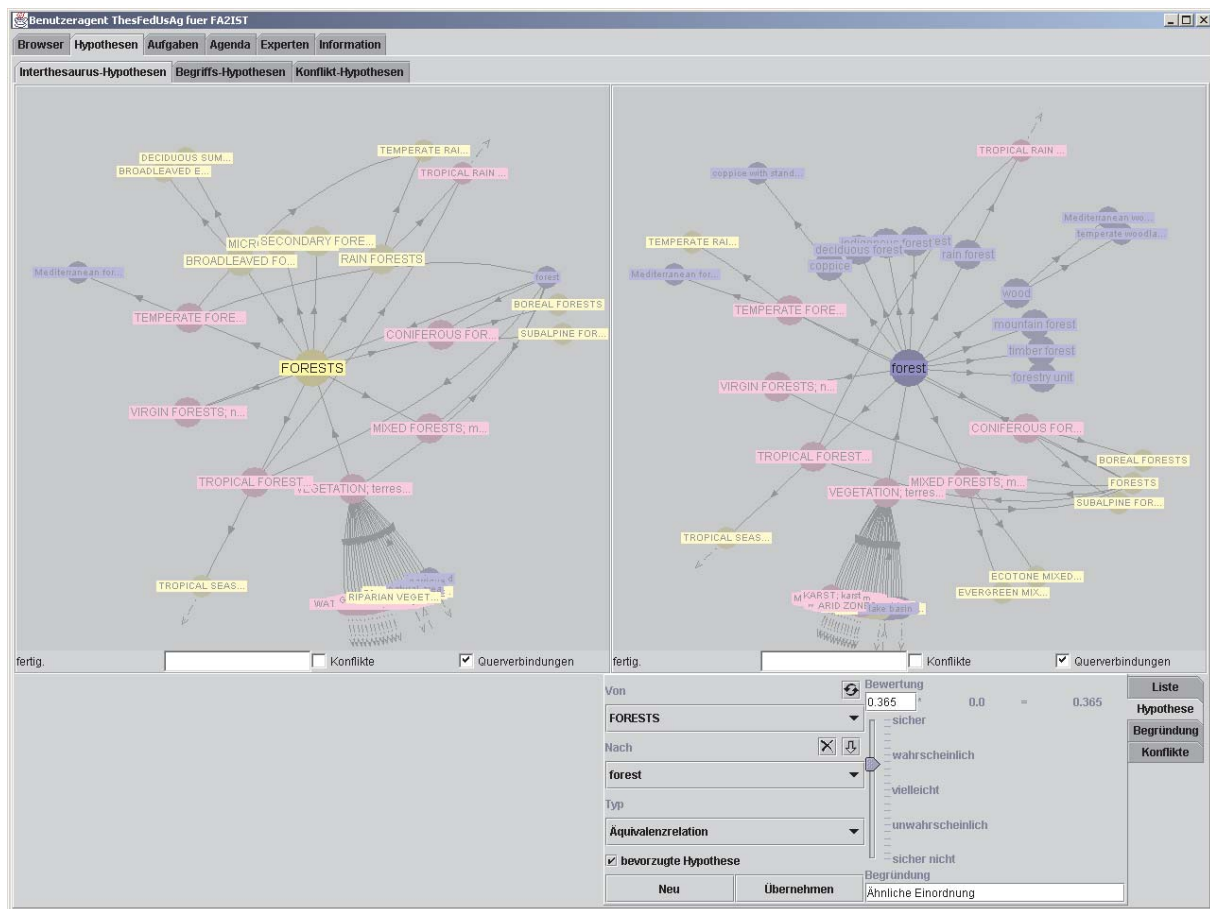 Benutzeragent ThesFedUsAg fuer FA2IST
Browser Hypothesen Aufgaben Agenda Experten Information
Interthesaurus-Hypothesen Begriffs-Hypothesen Konflikt-Hypothesen
DECIDUOUS SUM...
BROADLEAVED E...
TEMPERATE RAI...
TROPICAL RAIN ...
SECONDARY FORE...
BROADLEAVED FO...
RAIN FORESTS
Mediterranean for...
forest
BOREAL FORESTS
TEMPERATE FORE...
CONIFEROUS FOR...
SUBALPINE FOR...
FORESTS
VIRGIN FORESTS; n...
MIXED FORESTS; m...
TROPICAL FOREST...
VEGETATION; terres...
TROPICAL SEAS...
WAT
RIPARIAN VEGET...
TROPICAL RAIN ...
coppice with stand...
Mediterranean wo...
temperate woodla...
TEMPERATE RAI...
indigenous forest
deciduous forest
rain forest
coppice
Mediterranean for...
wood
TEMPERATE FORE...
mountain forest
timber forest
forest
forestry unit
VIRGIN FORESTS; n...
CONIFEROUS FOR...
TROPICAL FOREST...
BOREAL FORESTS
MIXED FORESTS; m...
FORESTS
VEGETATION; terres...
SUBALPINE FOR...
TROPICAL SEAS...
ECOTONE MIXED...
EVERGREEN MIX...
KARST; karst
ARID ZONE
lake basin
fertig. Konflikte Querverbindungen
fertig. Konflikte Querverbindungen
Von
FORESTS
Nach
forest
Typ
Äquivalenzrelation
bevorzugte Hypothese
Neu Übernehmen
Bewertung
0.365 * 0.0 = 0.365
sicher
wahrscheinlich
vielleicht
unwahrscheinlich
sicher nicht
Begründung
Ähnliche Einordnung
Liste
Hypothese
Begründung
Konflikte